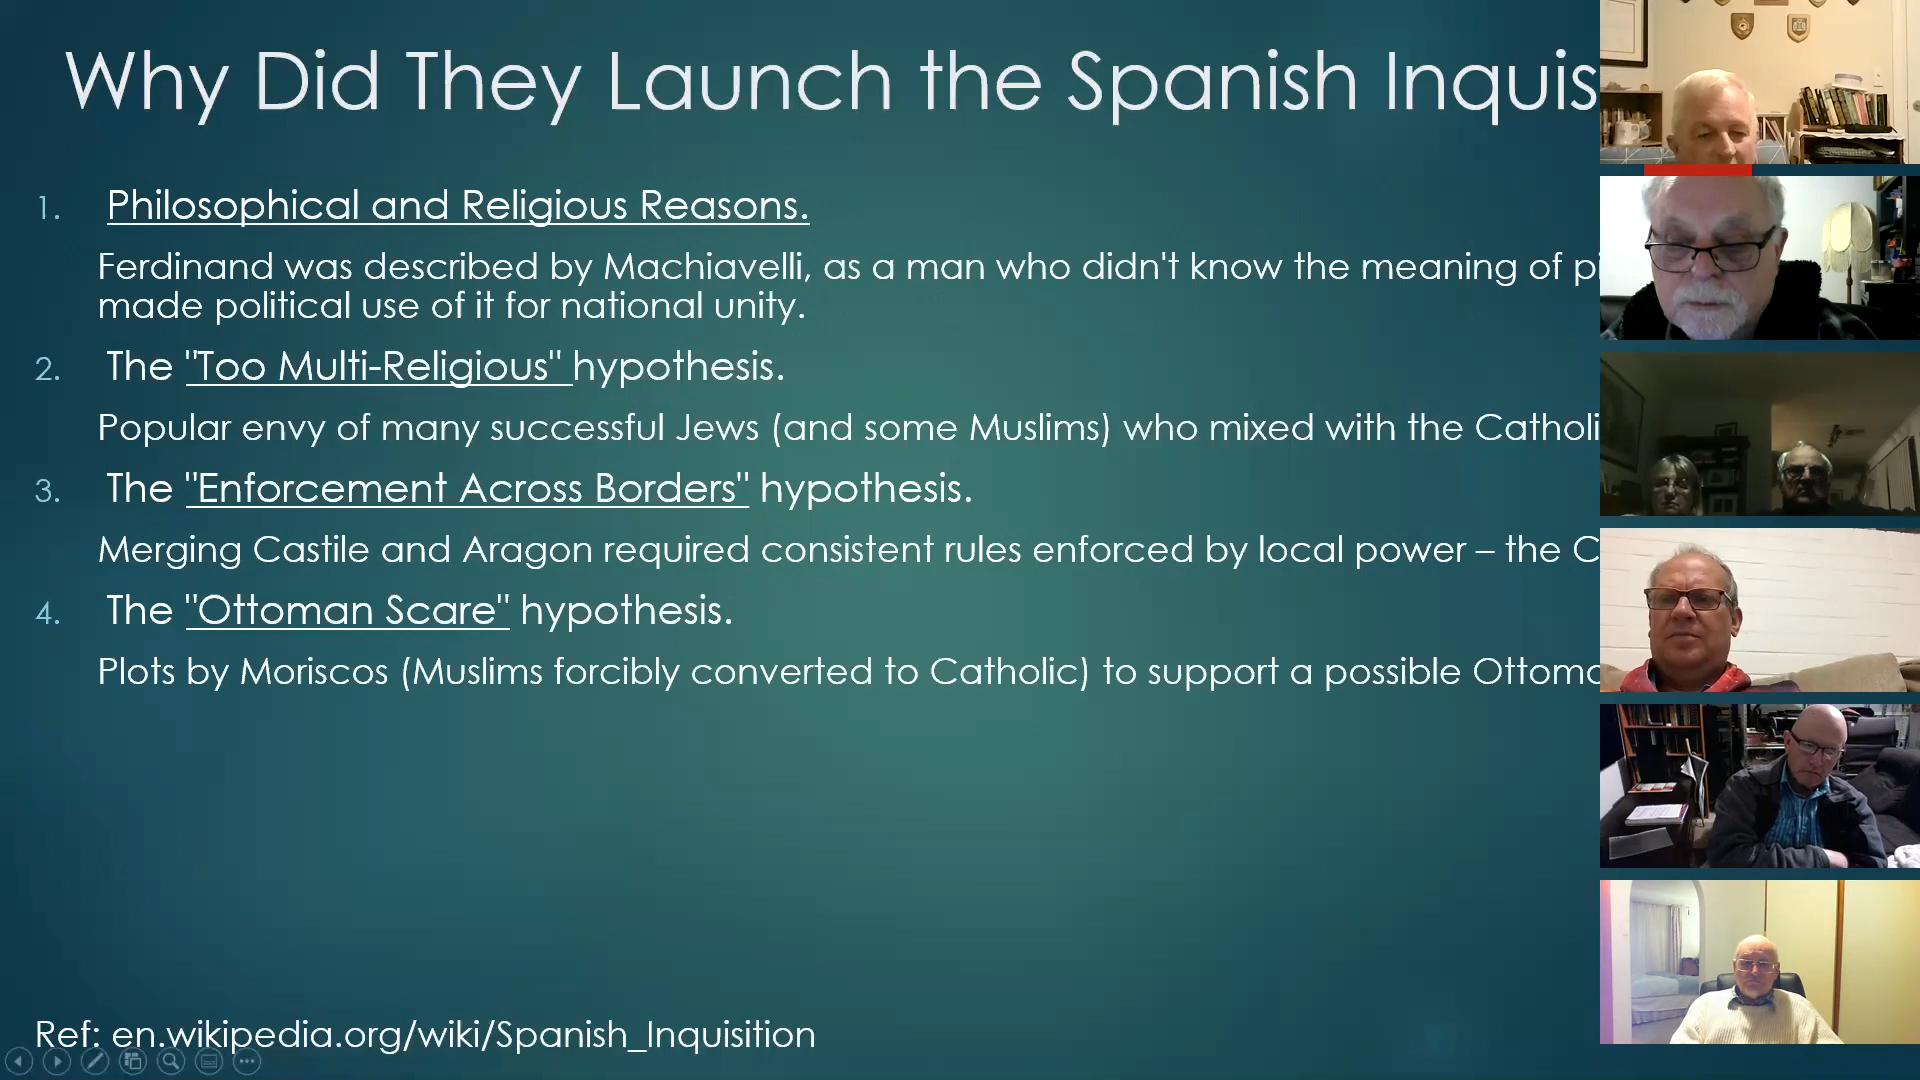 Why Did They Launch the Spanish Inquis
1. Philosophical and Religious Reasons.
Ferdinand was described by Machiavelli, as a man who didn't know the meaning of pi
made political use of it for national unity.
2. The "Too Multi-Religious" hypothesis.
Popular envy of many successful Jews (and some Muslims) who mixed with the Catholi
3. The "Enforcement Across Borders" hypothesis.
Merging Castile and Aragon required consistent rules enforced by local power – the C
4. The "Ottoman Scare" hypothesis.
Plots by Moriscos (Muslims forcibly converted to Catholic) to support a possible Ottoma
Ref: en.wikipedia.org/wiki/Spanish_Inquisition